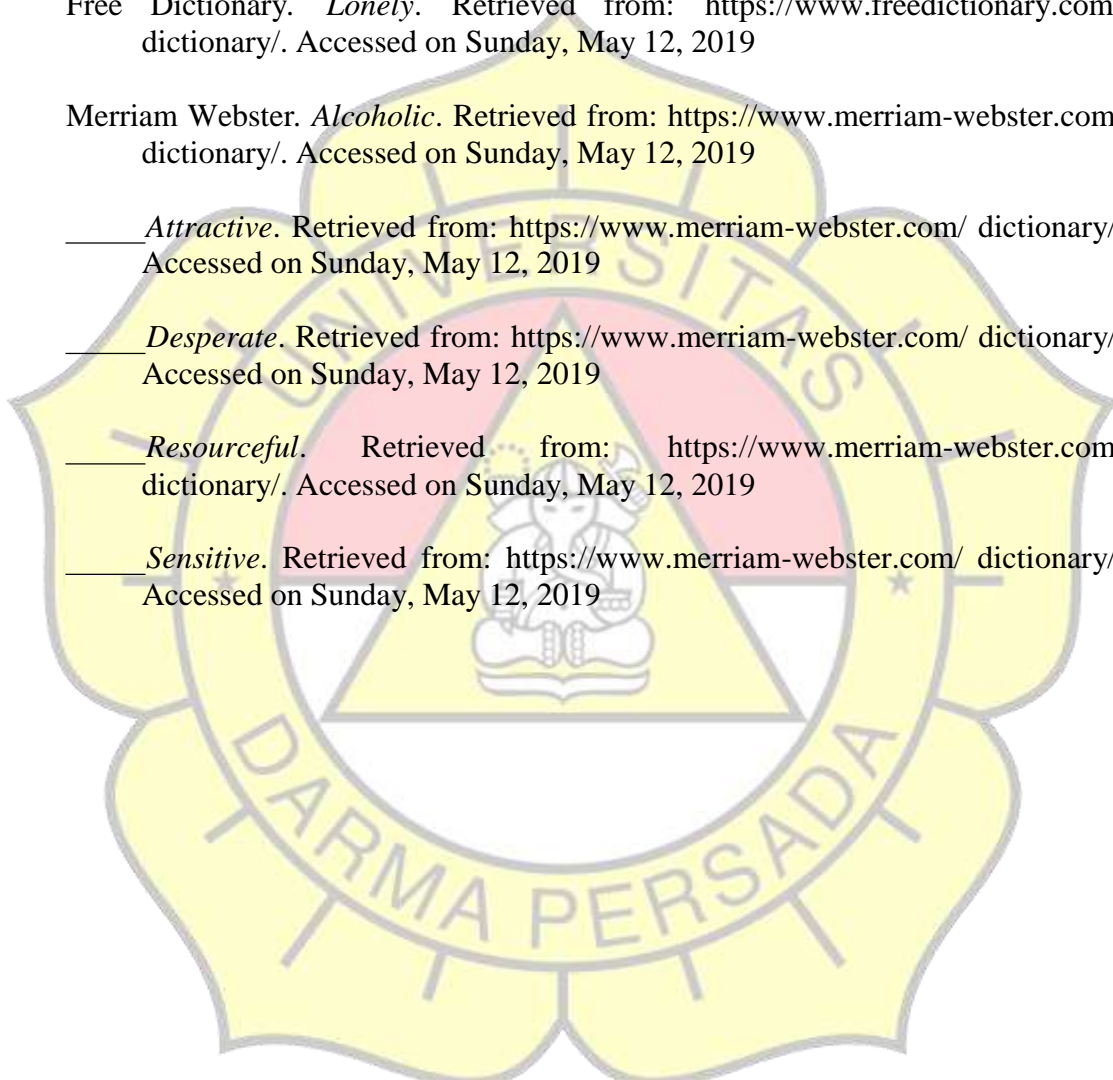 Free Dictionary. Lonely. Retrieved from: https://www.freedictionary.com
dictionary/. Accessed on Sunday, May 12, 2019
Merriam Webster. Alcoholic. Retrieved from: https://www.merriam-webster.com
dictionary/. Accessed on Sunday, May 12, 2019
_____Attractive. Retrieved from: https://www.merriam-webster.com/ dictionary/
Accessed on Sunday, May 12, 2019
_____Desperate. Retrieved from: https://www.merriam-webster.com/ dictionary/
Accessed on Sunday, May 12, 2019
_____Resourceful. Retrieved from: https://www.merriam-webster.com
dictionary/. Accessed on Sunday, May 12, 2019
_____Sensitive. Retrieved from: https://www.merriam-webster.com/ dictionary/
Accessed on Sunday, May 12, 2019
UNIVERSITAS
DARMA PERSADA